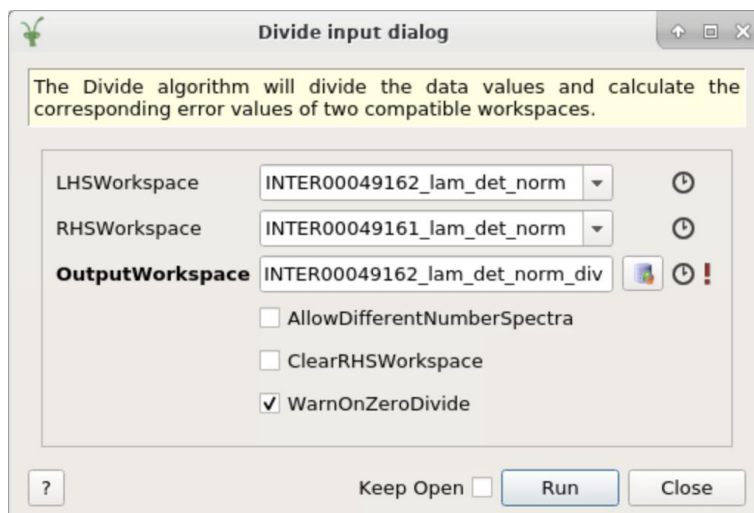 Divide input dialog
The Divide algorithm will divide the data values and calculate the
corresponding error values of two compatible workspaces.
LHSWorkspace INTER00049162_lam_det_norm
RHSWorkspace INTER00049161_lam_det_norm
OutputWorkspace INTER00049162_lam_det_norm_div !
AllowDifferentNumberSpectra
ClearRHSWorkspace
WarnOnZeroDivide
? Keep Open Run Close